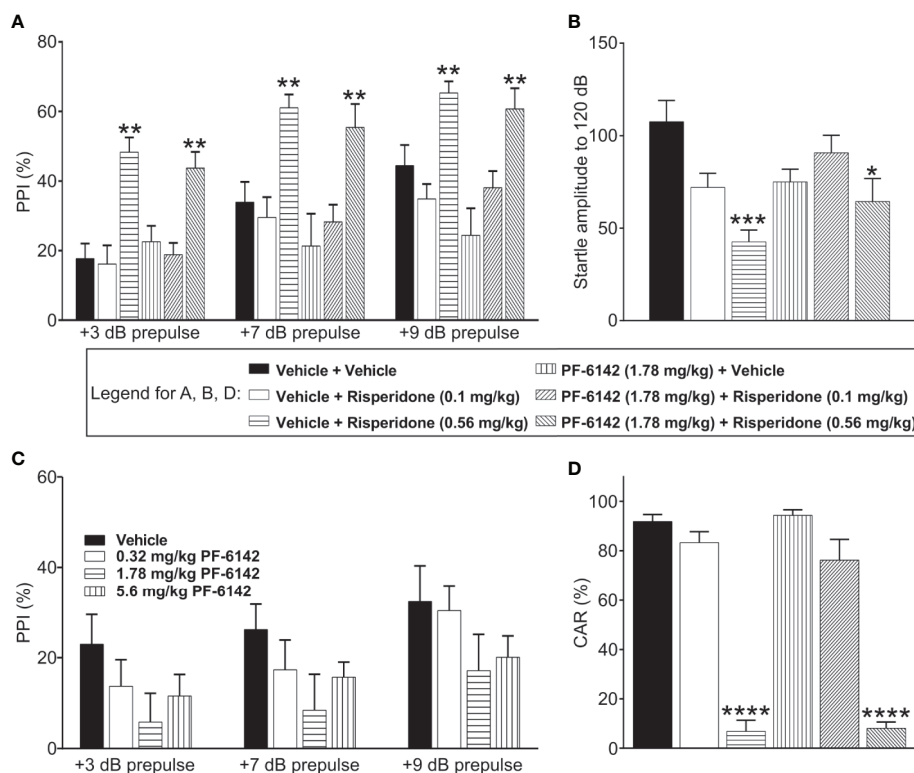 A
PPI (%)
80
60
40
20
0
** ** ** ** ** **
+3 dB prepulse +7 dB prepulse +9 dB prepulse
B
Startle amplitude to 120 dB
150
100
50
0
*** *
Legend for A, B, D:
Vehicle + Vehicle
Vehicle + Risperidone (0.1 mg/kg)
Vehicle + Risperidone (0.56 mg/kg)
PF-6142 (1.78 mg/kg) + Vehicle
PF-6142 (1.78 mg/kg) + Risperidone (0.1 mg/kg)
PF-6142 (1.78 mg/kg) + Risperidone (0.56 mg/kg)
C
PPI (%)
60
40
20
0
Vehicle
0.32 mg/kg PF-6142
1.78 mg/kg PF-6142
5.6 mg/kg PF-6142
+3 dB prepulse +7 dB prepulse +9 dB prepulse
D
CAR (%)
100
80
60
40
20
0
**** ****